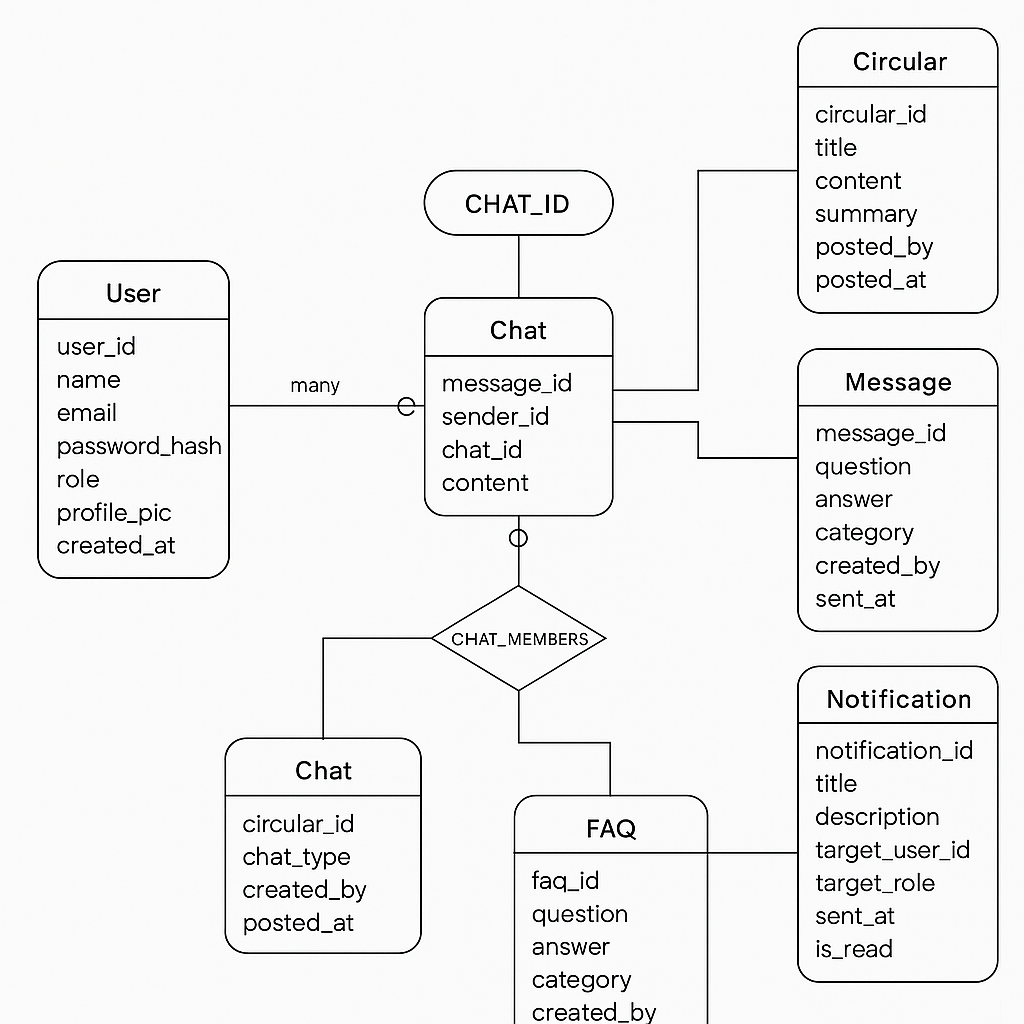 Circular
circular_id
title
content
summary
posted_by
posted_at
CHAT_ID
User
user_id
name
email
password_hash
role
profile_pic
created_at
many
Chat
message_id
sender_id
chat_id
content
Message
message_id
question
answer
category
created_by
sent_at
CHAT_MEMBERS
Chat
circular_id
chat_type
created_by
posted_at
FAQ
faq_id
question
answer
category
created_by
Notification
notification_id
title
description
target_user_id
target_role
sent_at
is_read